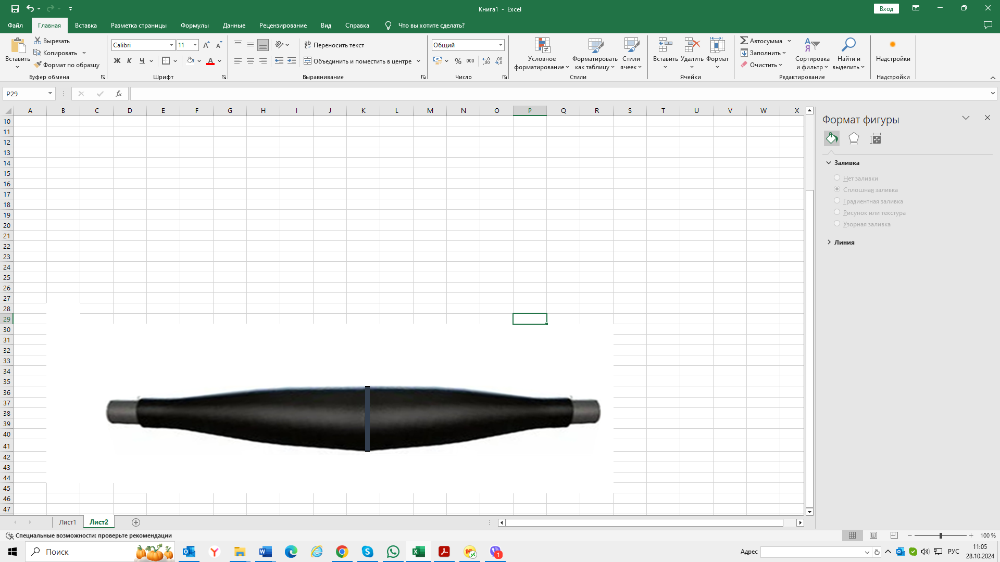 Книга1 - Excel
Вход
Файл Главная Вставка Разметка страницы Формулы Данные Рецензирование Вид Справка Что вы хотите сделать?
Вставить
Вырезать
Копировать
Формат по образцу
Буфер обмена
Calibri 11
Ж К Ч
Шрифт
Переносить текст
Объединить и поместить в центре
Выравнивание
Общий
% 000
Число
Условное форматирование
Форматировать как таблицу
Стили ячеек
Стили
Вставить Удалить Формат
Ячейки
Автосумма
Заполнить
Очистить
Сортировка и фильтр
Найти и выделить
Редактирование
Настройки
Надстройки
P29
fx
A B C D E F G H I J K L M N O P Q R S T U V W X
10
11
12
13
14
15
16
17
18
19
20
21
22
23
24
25
26
27
28
29
30
31
32
33
34
35
36
37
38
39
40
41
42
43
44
45
46
47
Формат фигуры
Заливка
Нет заливки
Сплошная заливка
Градиентная заливка
Рисунок или текстура
Узорная заливка
Линия
Лист1 Лист2
Специальные возможности: проверьте рекомендации
100 %
Поиск
Адрес
РУС
11:05
28.10.2024